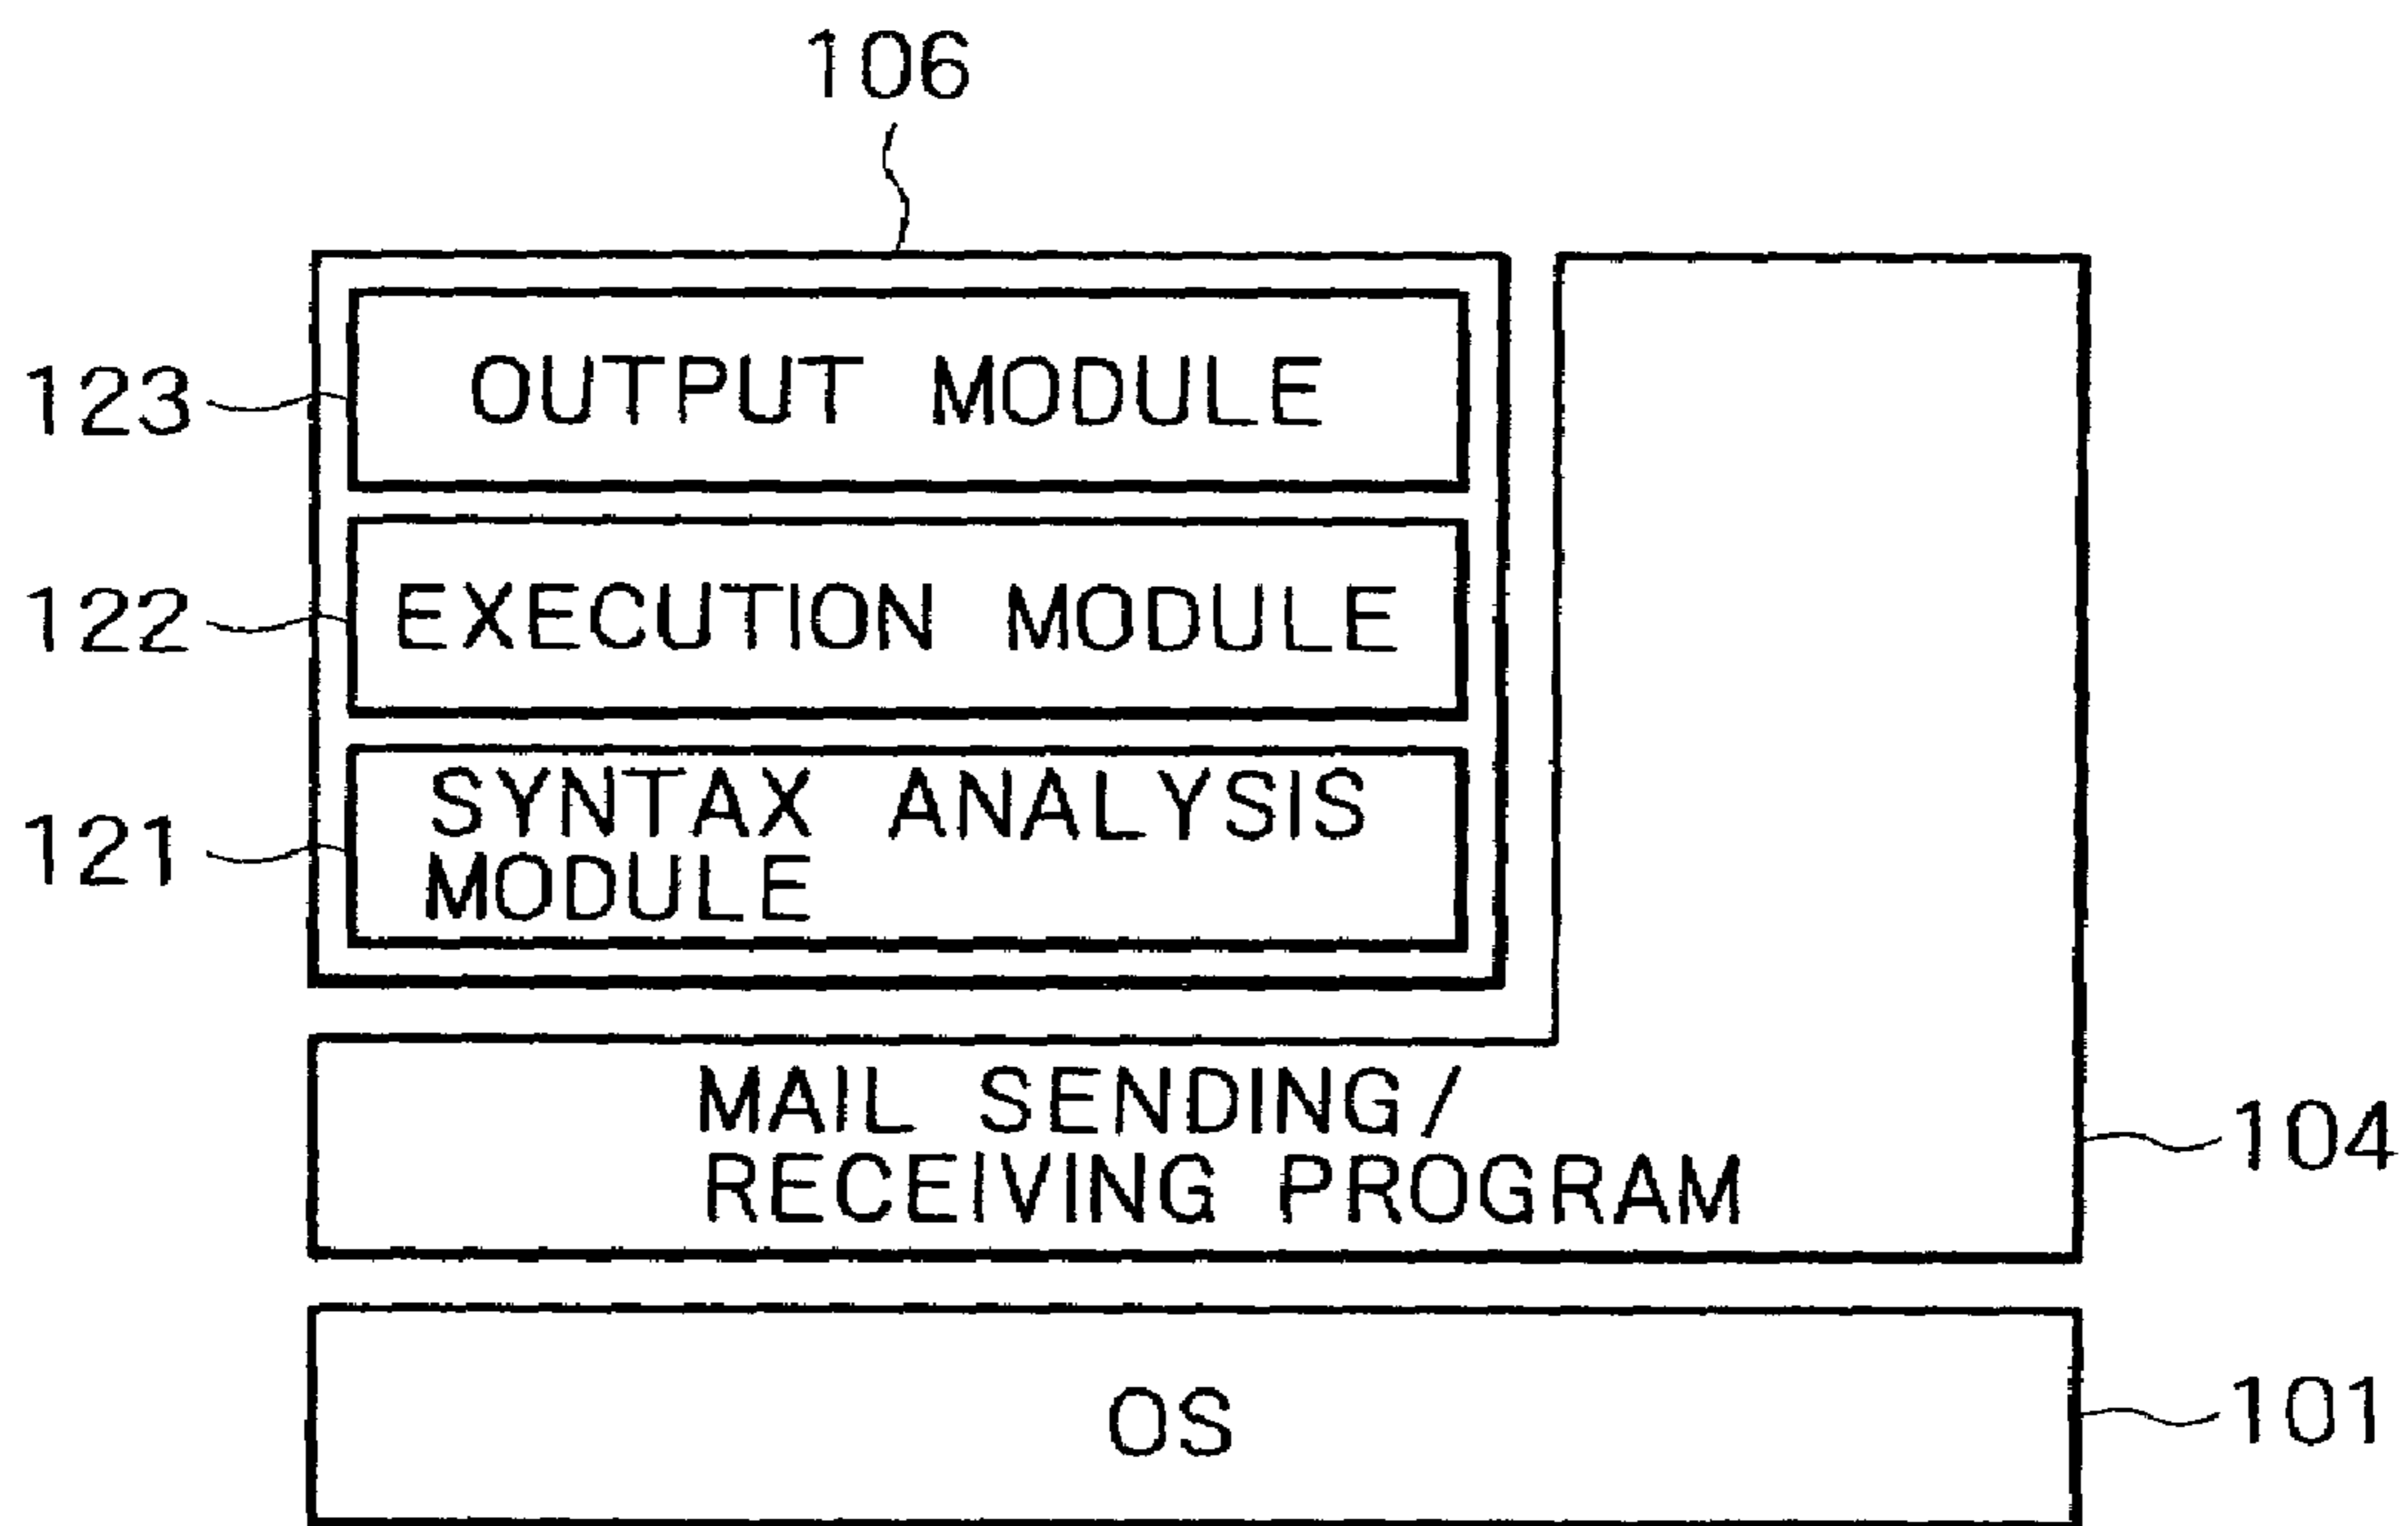 106
123
OUTPUT MODULE
122
EXECUTION MODULE
121
SYNTAX ANALYSIS
MODULE
MAIL SENDING/
RECEIVING PROGRAM
104
OS
101